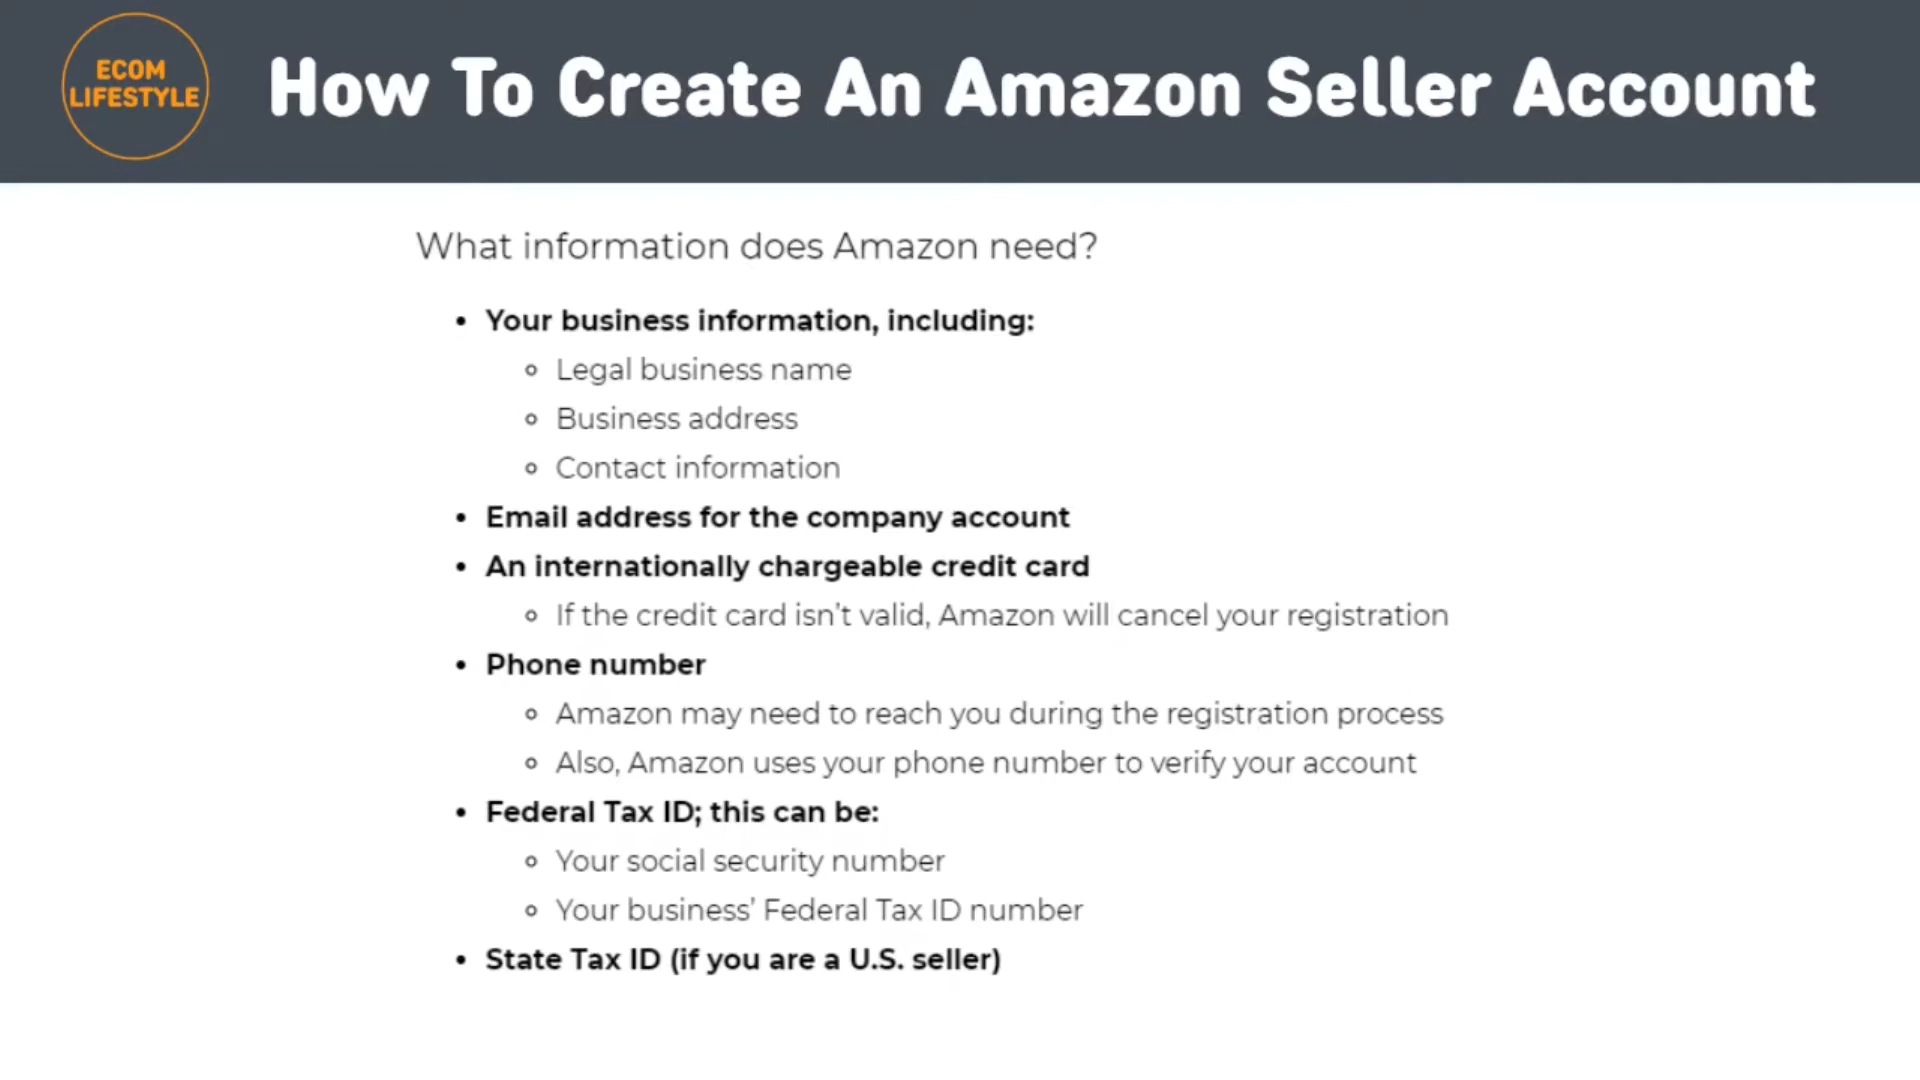 ECOM
LIFESTYLE
How To Create An Amazon Seller Account
What information does Amazon need?
• Your business information, including:
◦ Legal business name
◦ Business address
◦ Contact information
• Email address for the company account
• An internationally chargeable credit card
◦ If the credit card isn't valid, Amazon will cancel your registration
• Phone number
◦ Amazon may need to reach you during the registration process
◦ Also, Amazon uses your phone number to verify your account
• Federal Tax ID; this can be:
◦ Your social security number
◦ Your business’ Federal Tax ID number
• State Tax ID (if you are a U.S. seller)